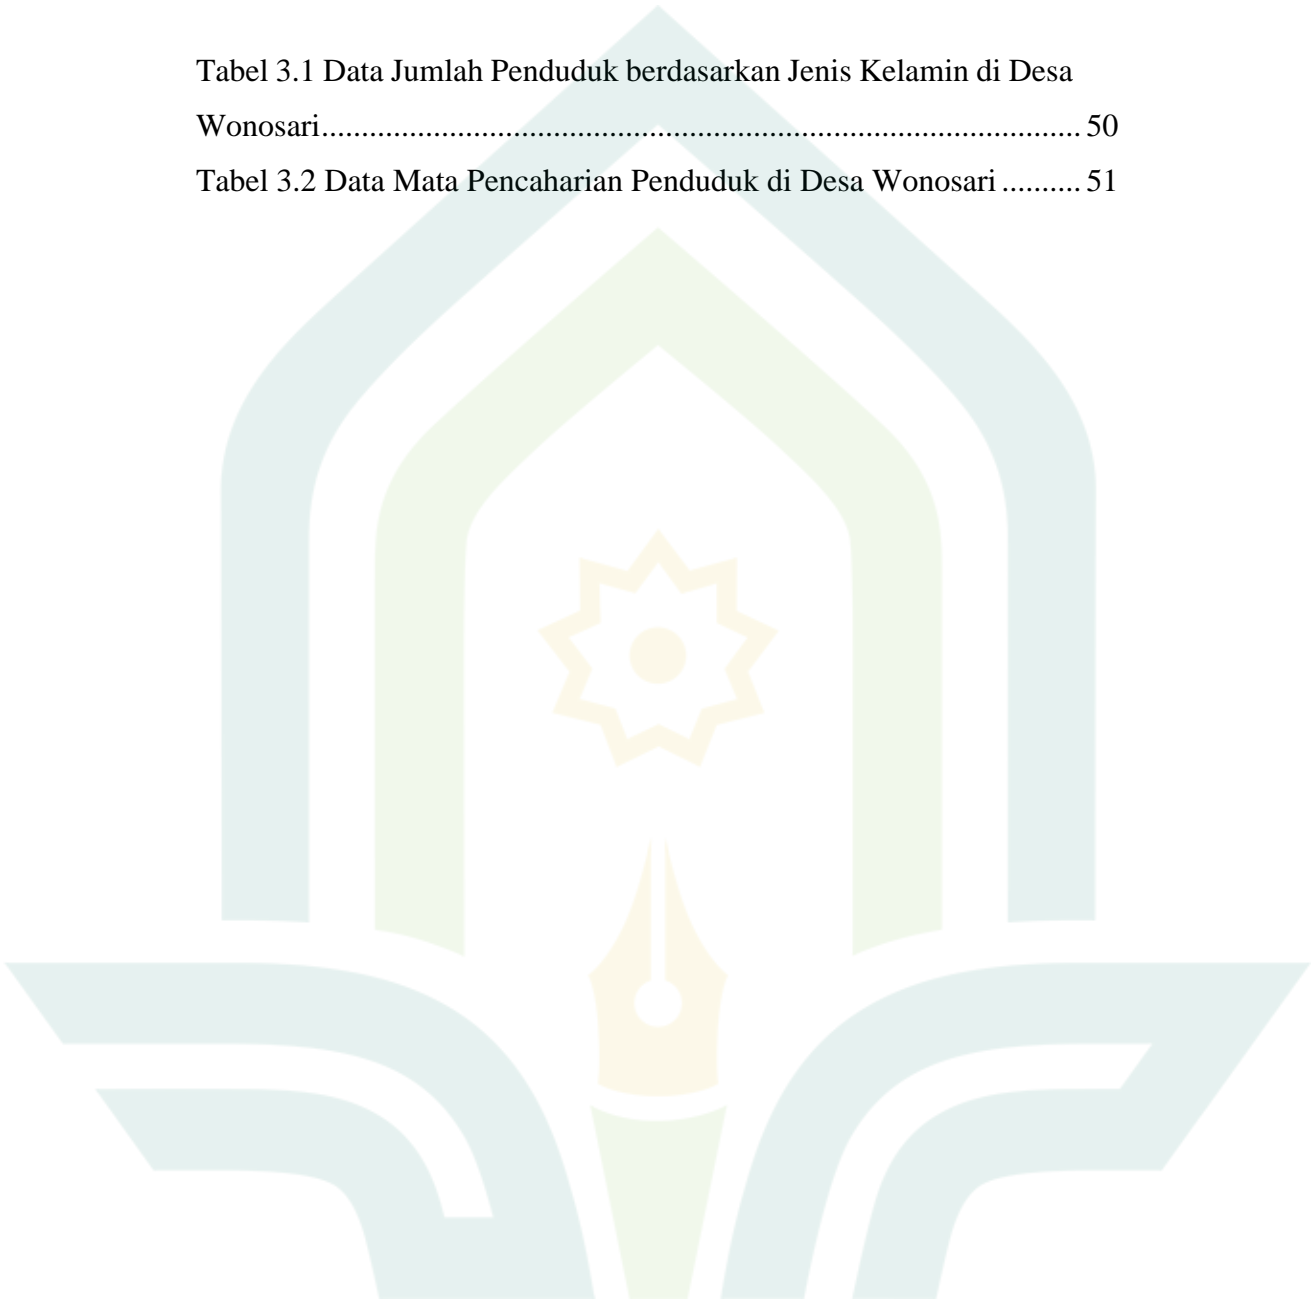 Tabel 3.1 Data Jumlah Penduduk berdasarkan Jenis Kelamin di Desa
Wonosari............................................................................................... 50
Tabel 3.2 Data Mata Pencaharian Penduduk di Desa Wonosari .......... 51